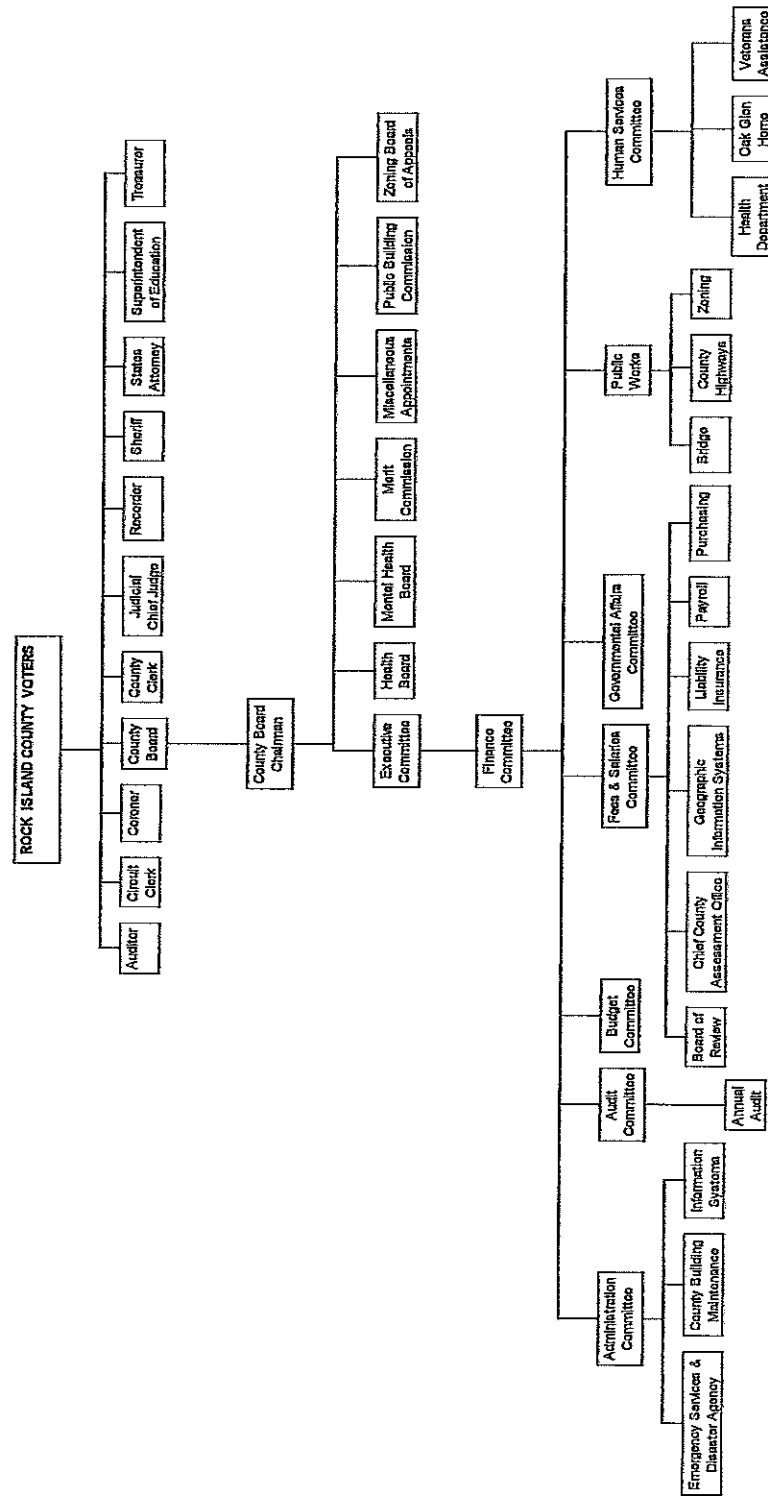 ROCK ISLAND COUNTY VOTERS
Auditor
Circuit
Clerk
Coroner
County
Board
County
Clerk
Judicial
Chief Judge
Recorder
Sheriff
States
Attorney
Superintendent
of Education
Treasurer
County Board
Chairman
Executive
Committee
Health
Board
Mental Health
Board
Merit
Commission
Miscellaneous
Appointments
Public Building
Commission
Zoning Board
of Appeals
Finance
Committee
Administration
Committee
Audit
Committee
Budget
Committee
Fees & Salaries
Committee
Governmental Affairs
Committee
Public
Works
Human Services
Committee
Emergency Services &
Disaster Agency
County Building
Maintenance
Information
Systems
Annual
Audit
Board of
Review
Chief County
Assessment Office
Geographic
Information Systems
Liability
Insurance
Payroll
Purchasing
Bridge
County
Highways
Zoning
Health
Department
Oak Glen
Home
Veterans
Assistance